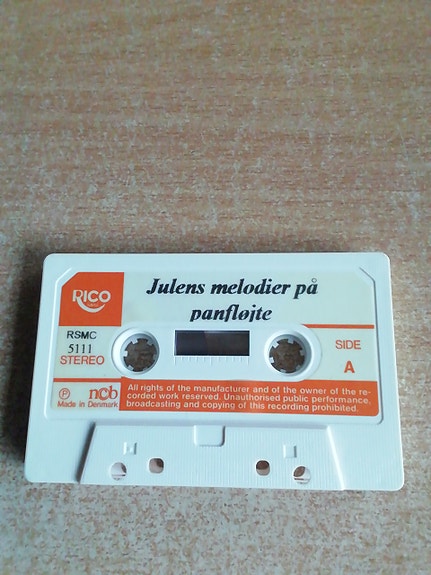 Julens melodier på
panfløjte
RICO
RSMC
5111
STEREO
SIDE
A
P
ncb
Made in Denmark
All rights of the manufacturer and of the owner of the re-
corded work reserved. Unauthorised public performance,
broadcasting and copying of this recording prohibited.